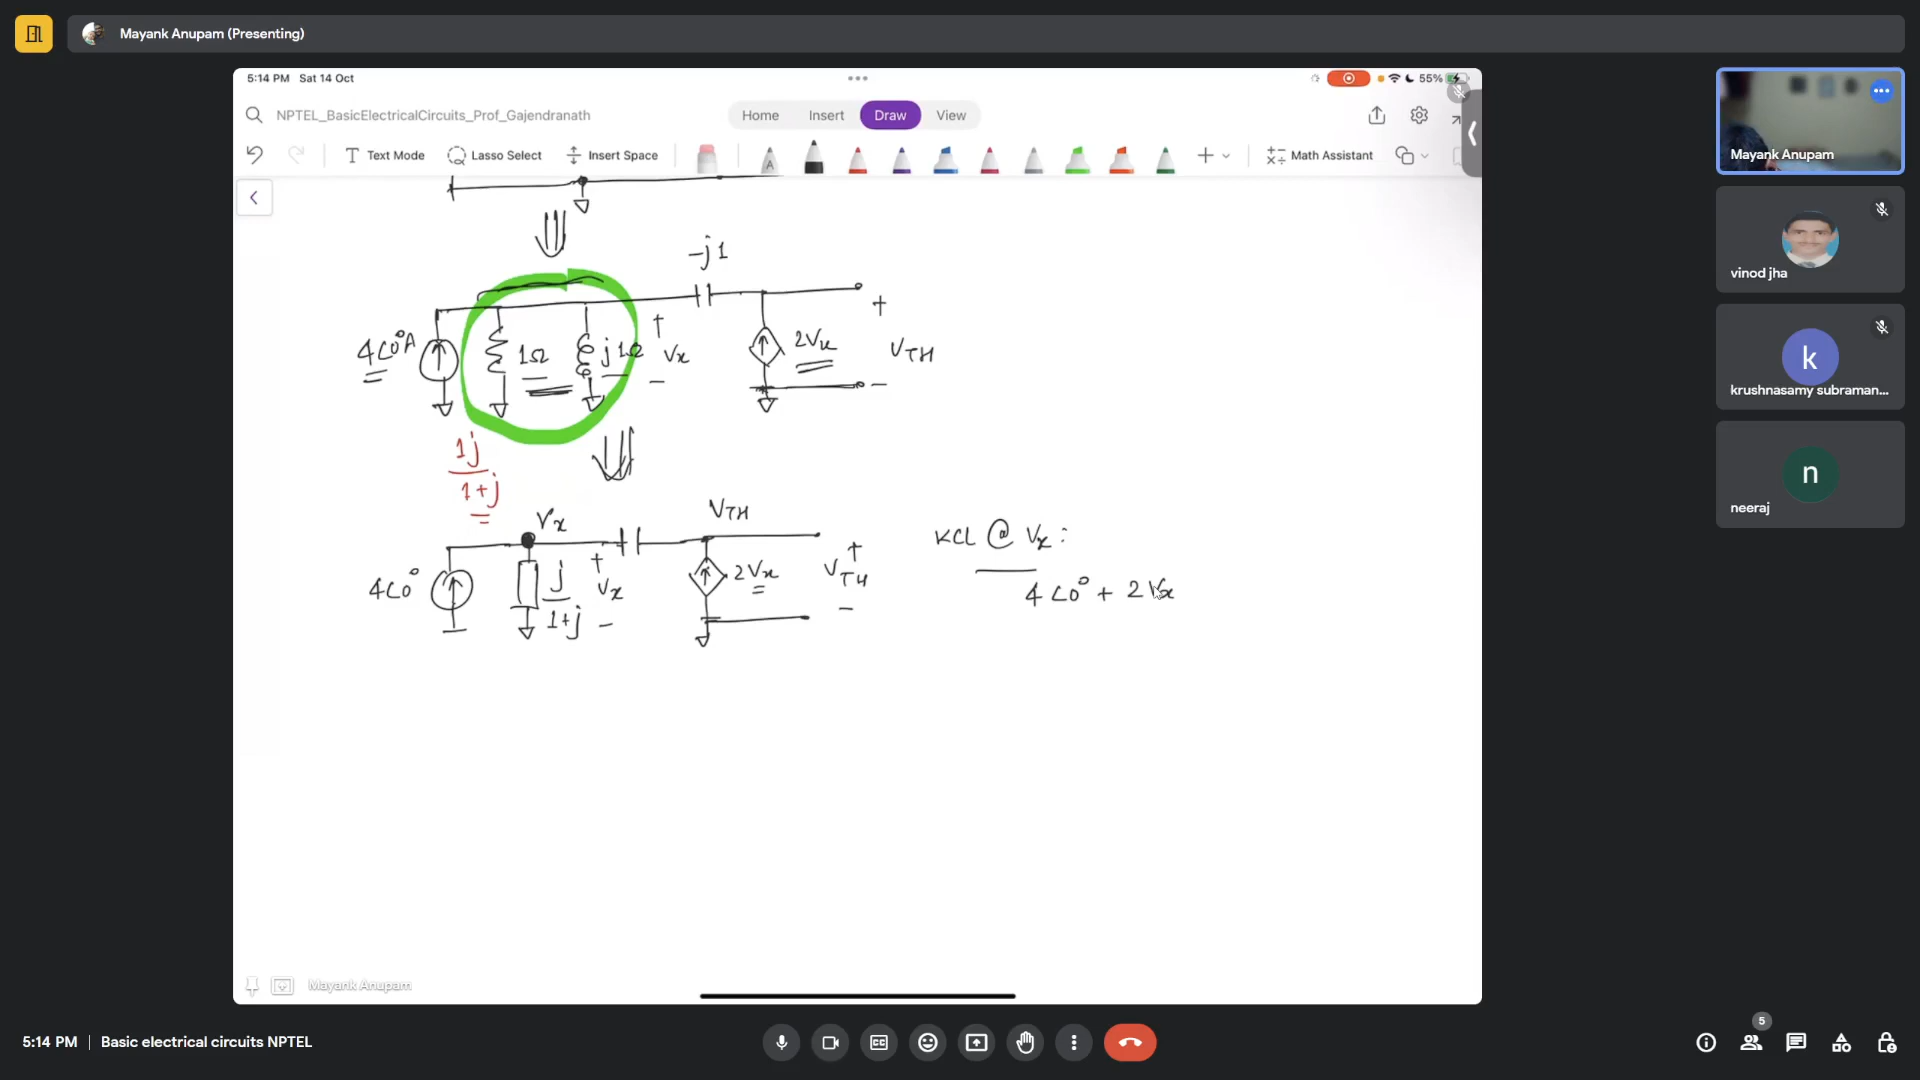 Mayank Anupam (Presenting)
5:14 PM Sat 14 Oct
55%
NPTEL_BasicElectricalCircuits_Prof_Gajendranath
Home Insert Draw View
Text Mode Lasso Select Insert Space Math Assistant
-j1
4∠0°A 1Ω j1Ω + Vx - 2Vx + VTH -
1j
1+j
Vx VTH
4∠0° j
1+j + Vx - 2Vx + VTH -
KCL @ Vx :
4∠0° + 2Vx
Mayank Anupam
Mayank Anupam
vinod jha
k
krushnasamy subraman...
n
neeraj
5:14 PM | Basic electrical circuits NPTEL
5